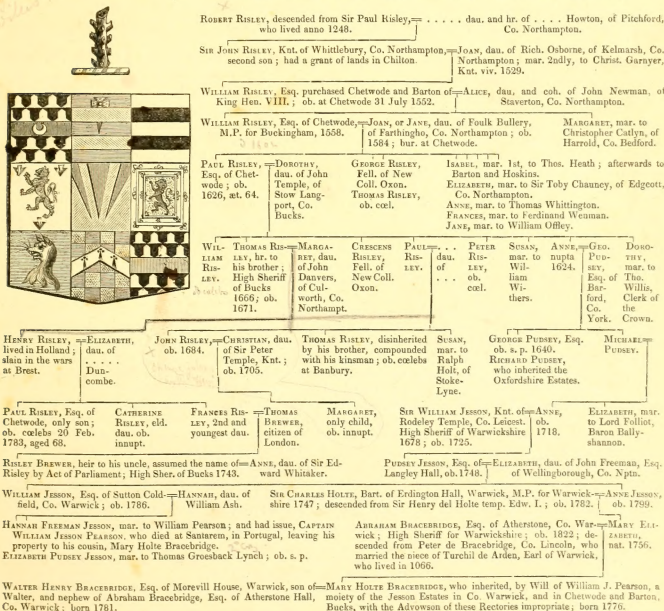 ROBERT RISLEY, descended from Sir Paul Risley,=. . . . . dau. and hr. of . . . . Howton, of Pitchford,
who lived anno 1248. Co. Northampton.
SIR JOHN RISLEY, Knt. of Whittlebury, Co. Northampton,=JOAN, dau. of Rich. Osborne, of Kelmarsh, Co.
second son; had a grant of lands in Chilton. Northampton; mar. 2ndly, to Christ. Garnyer,
Knt. viv. 1529.
WILLIAM RISLEY, Esq. purchased Chetwode and Barton of=ALICE, dau. and coh. of John Newman, of
King Hen. VIII.; ob. at Chetwode 31 July 1552. Staverton, Co. Northampton.
WILLIAM RISLEY, Esq. of Chetwode,=JOAN, or JANE, dau. of Foulk Bullery, MARGARET, mar. to
M.P. for Buckingham, 1558. of Farthingho, Co. Northampton; ob. Christopher Catlyn, of
1584; bur. at Chetwode. Harrold, Co. Bedford.
PAUL RISLEY,=DOROTHY, GEORGE RISLEY, ISABEL, mar. 1st, to Thos. Heath; afterwards to
Esq. of Chet- dau. of John Fell. of New Barton and Hoskins.
wode; ob. Temple, of Coll. Oxon. ELIZABETH, mar. to Sir Toby Chauncy, of Edgcott,
1626, æt. 64. Stow Lang- THOMAS RISLEY, Co. Northampton.
port, Co. ob. cœl. ANNE, mar. to Thomas Whittington.
Bucks. FRANCES, mar. to Ferdinand Wenman.
JANE, mar. to William Offley.
WIL- THOMAS RIS-=MARGA- CRESCENS PAUL=. . . PETER SUSAN, ANNE,=GEO. DORO-
LIAM LEY, hr. to RET, dau. RISLEY, RIS- dau. RIS- mar. to nupta PUD- THY,
RIS- his brother; of John Fell. of LEY. of LEY, Wil- 1624. SEY, mar. to
LEY. High Sheriff Danvers, New Coll. ob. liam Esq. of Tho.
of Bucks of Cul- Oxon. cœl. Wi- Bar- Willis,
1666; ob. worth, Co. thers. ford, Clerk of
1671. Northampt. Co. the
York. Crown.
HENRY RISLEY,=ELIZABETH, JOHN RISLEY,=CHRISTIAN, dau. THOMAS RISLEY, disinherited SUSAN, GEORGE PUDSEY, Esq. MICHAEL=
lived in Holland; dau. of ob. 1684. of Sir Peter by his brother, compounded mar. to ob. s. p. 1640. PUDSEY.
slain in the wars . . . . . Temple, Knt.; with his kinsman; ob. cœlebs Ralph RICHARD PUDSEY,
at Brest. Dun- ob. 1705. at Banbury. Holt, of who inherited the
combe. Stoke- Oxfordshire Estates.
Lyne.
PAUL RISLEY, Esq. of CATHERINE FRANCES RIS-=THOMAS MARGARET, SIR WILLIAM JESSON, Knt. of=ANNE, ELIZABETH, mar.
Chetwode, only son; RISLEY, eld. LEY, 2nd and BREWER, only child, Rodeley Temple, Co. Leicest. ob. to Lord Folliot,
ob. cœlebs 20 Feb. dau. ob. youngest dau. citizen of ob. innupt. High Sheriff of Warwickshire 1718. Baron Bally-
1783, aged 68. innupt. London. 1678; ob. 1725. shannon.
RISLEY BREWER, heir to his uncle, assumed the name of=ANNE, dau. of Sir Ed- PUDSEY JESSON, Esq. of=ELIZABETH, dau. of John Freeman, Esq.
Risley by Act of Parliament; High Sher. of Bucks 1743. ward Whitaker. Langley Hall, ob. 1748. of Wellingborough, Co. Nptn.
WILLIAM JESSON, Esq. of Sutton Cold-=HANNAH, dau. of SIR CHARLES HOLTE, Bart. of Erdington Hall, Warwick, M.P. for Warwick-=ANNE JESSON,
field, Co. Warwick; ob. 1786. William Ash. shire 1747; descended from Sir Henry del Holte temp. Edw. I.; ob. 1782. ob. 1799.
HANNAH FREEMAN JESSON, mar. to William Pearson; and had issue, CAPTAIN ABRAHAM BRACEBRIDGE, Esq. of Atherstone, Co. War-=MARY ELI-
WILLIAM JESSON PEARSON, who died at Santarem, in Portugal, leaving his wick; High Sheriff for Warwickshire; ob. 1822; de- ZABETH,
property to his cousin, Mary Holte Bracebridge. scended from Peter de Bracebridge, Co. Lincoln, who nat. 1756.
ELIZABETH PUDSEY JESSON, mar. to Thomas Groesback Lynch; ob. s. p. married the niece of Turchil de Arden, Earl of Warwick,
who lived in 1066.
WALTER HENRY BRACEBRIDGE, Esq. of Morevill House, Warwick, son of=MARY HOLTE BRACEBRIDGE, who inherited, by Will of William J. Pearson, a
Walter, and nephew of Abraham Bracebridge, Esq. of Atherstone Hall, moiety of the Jesson Estates in Co. Warwick, and in Chetwode and Barton,
Co. Warwick; born 1781. Bucks, with the Advowson of these Rectories impropriate; born 1776.